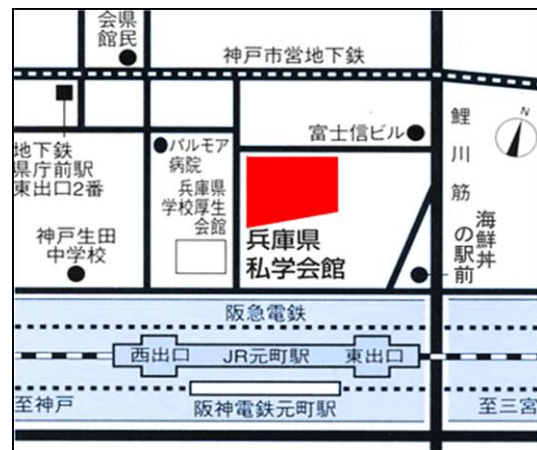 県民
会館
神戸市営地下鉄
N
富士信ビル
鯉川筋
地下鉄
県庁前駅
東出口2番
パルモア
病院
兵庫県
学校厚生
会館
神戸生田
中学校
兵庫県
私学会館
海鮮丼
の駅前
阪急電鉄
西出口
JR元町駅
東出口
至神戸
阪神電鉄元町駅
至三宮